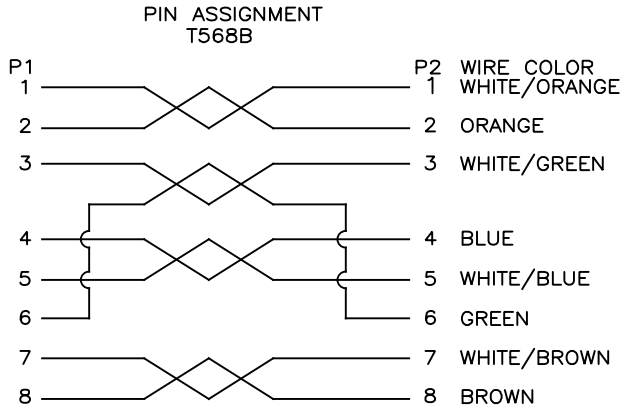 PIN ASSIGNMENT
T568B
P1 P2 WIRE COLOR
1 1 WHITE/ORANGE
2 2 ORANGE
3 3 WHITE/GREEN
4 4 BLUE
5 5 WHITE/BLUE
6 6 GREEN
7 7 WHITE/BROWN
8 8 BROWN